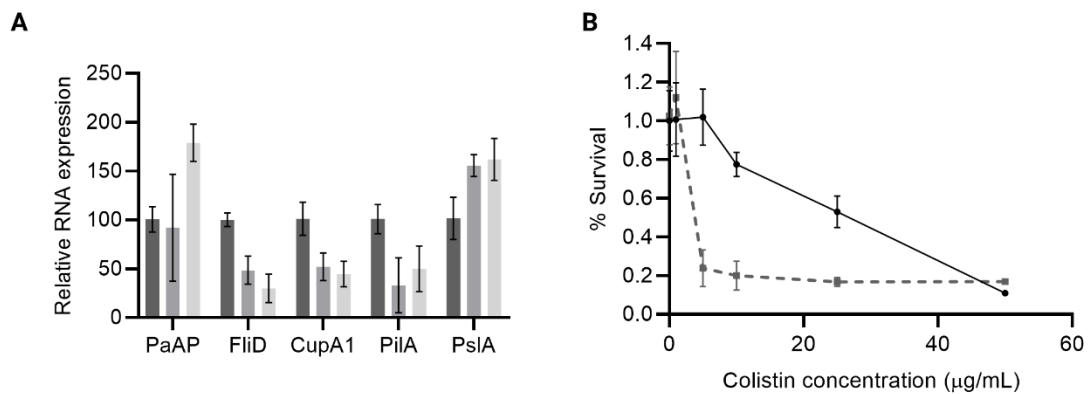 A
Relative RNA expression
250
200
150
100
50
0
PaAP FliD CupA1 PilA PslA
B
% Survival
1.4
1.2
1.0
0.8
0.6
0.4
0.2
0.0
0 20 40 60
Colistin concentration (μg/mL)